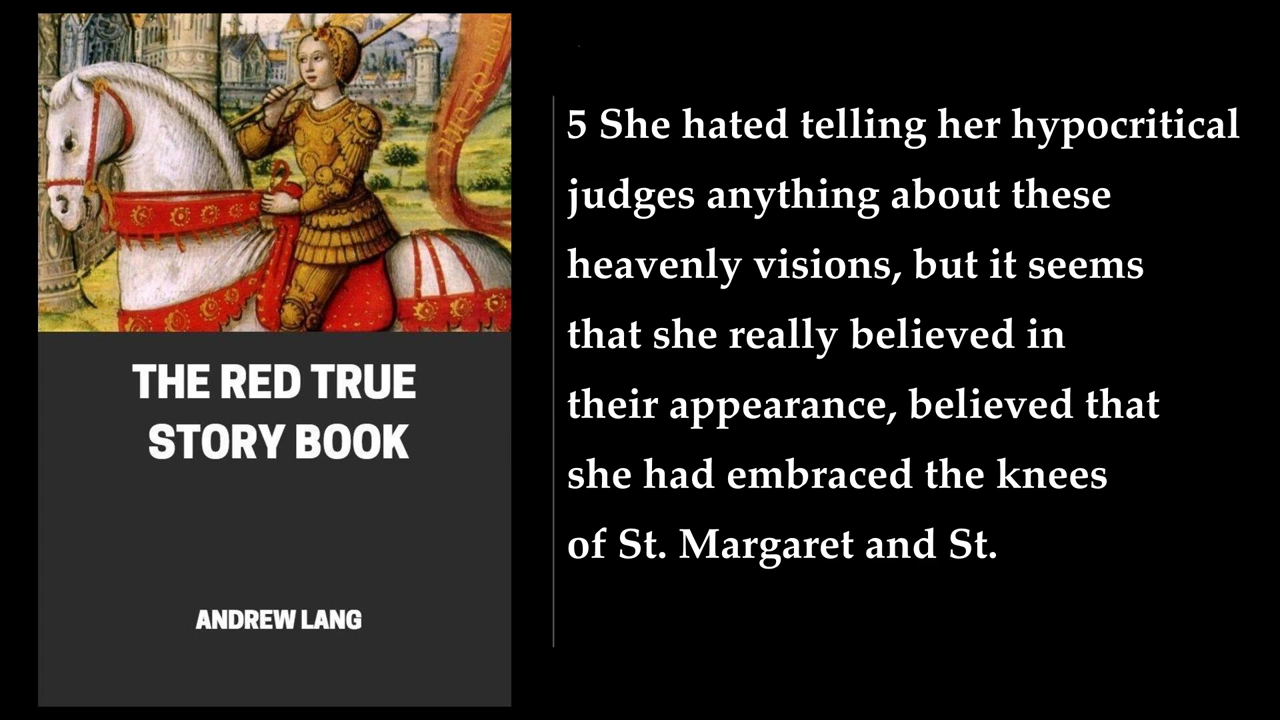 THE RED TRUE
STORY BOOK
ANDREW LANG
5 She hated telling her hypocritical
judges anything about these
heavenly visions, but it seems
that she really believed in
their appearance, believed that
she had embraced the knees
of St. Margaret and St.